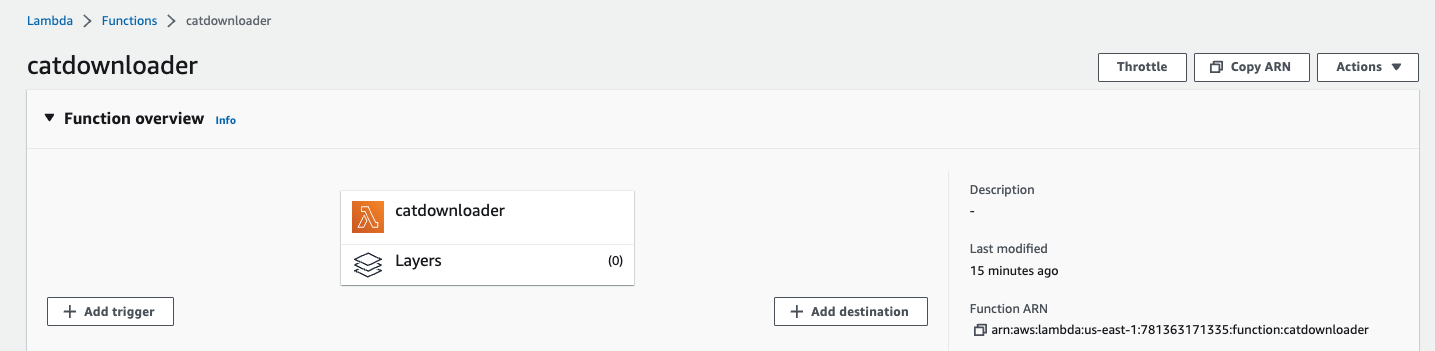 Lambda > Functions > catdownloader
catdownloader
Throttle
Copy ARN
Actions
Function overview Info
catdownloader
Layers (0)
Add trigger
Add destination
Description
-
Last modified
15 minutes ago
Function ARN
arn:aws:lambda:us-east-1:781363171335:function:catdownloader